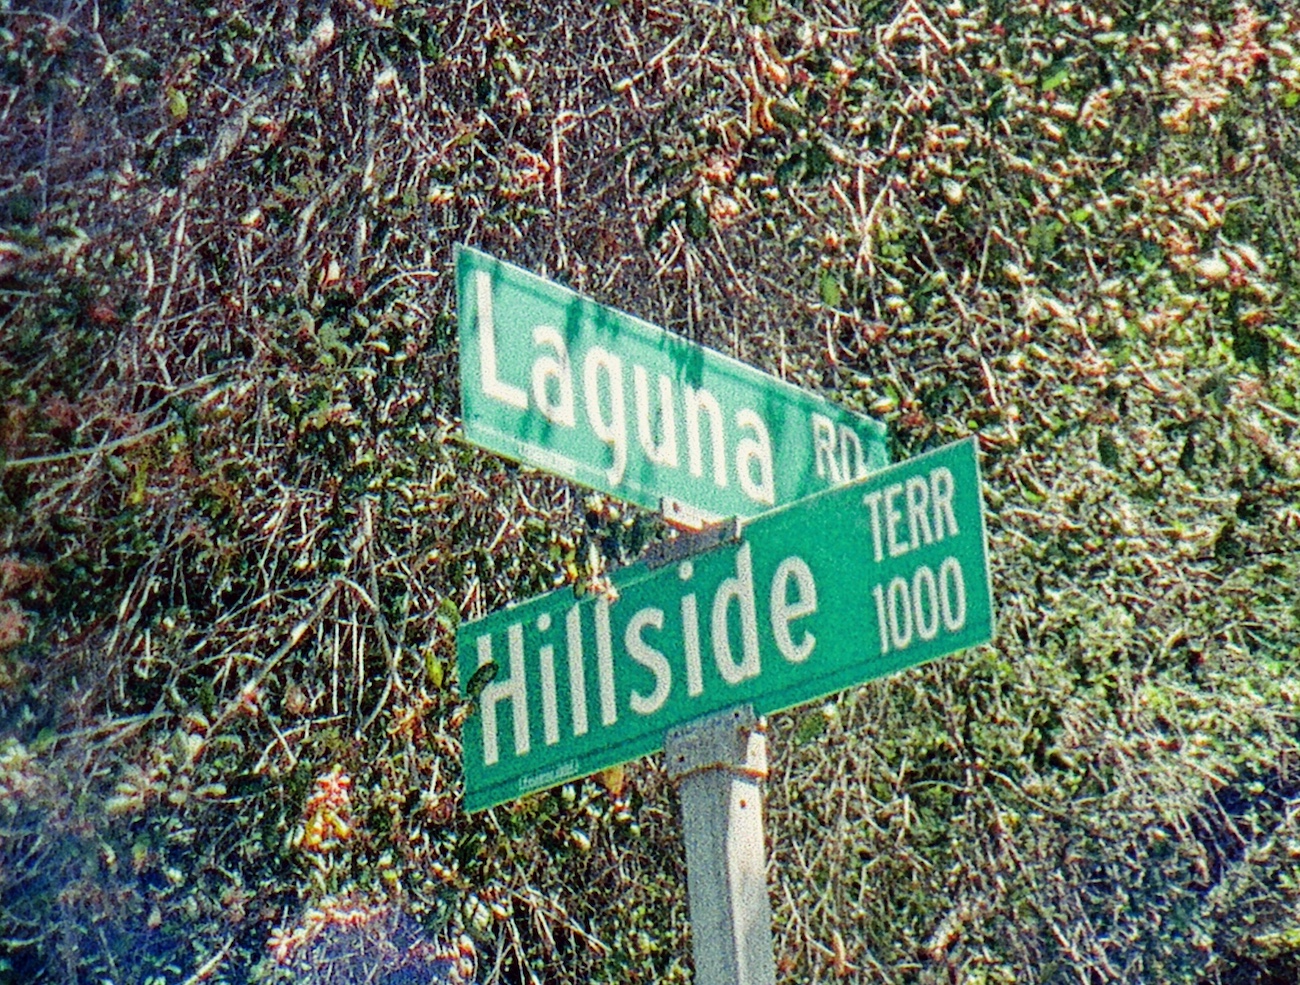 Laguna RD.
Hillside TERR
1000